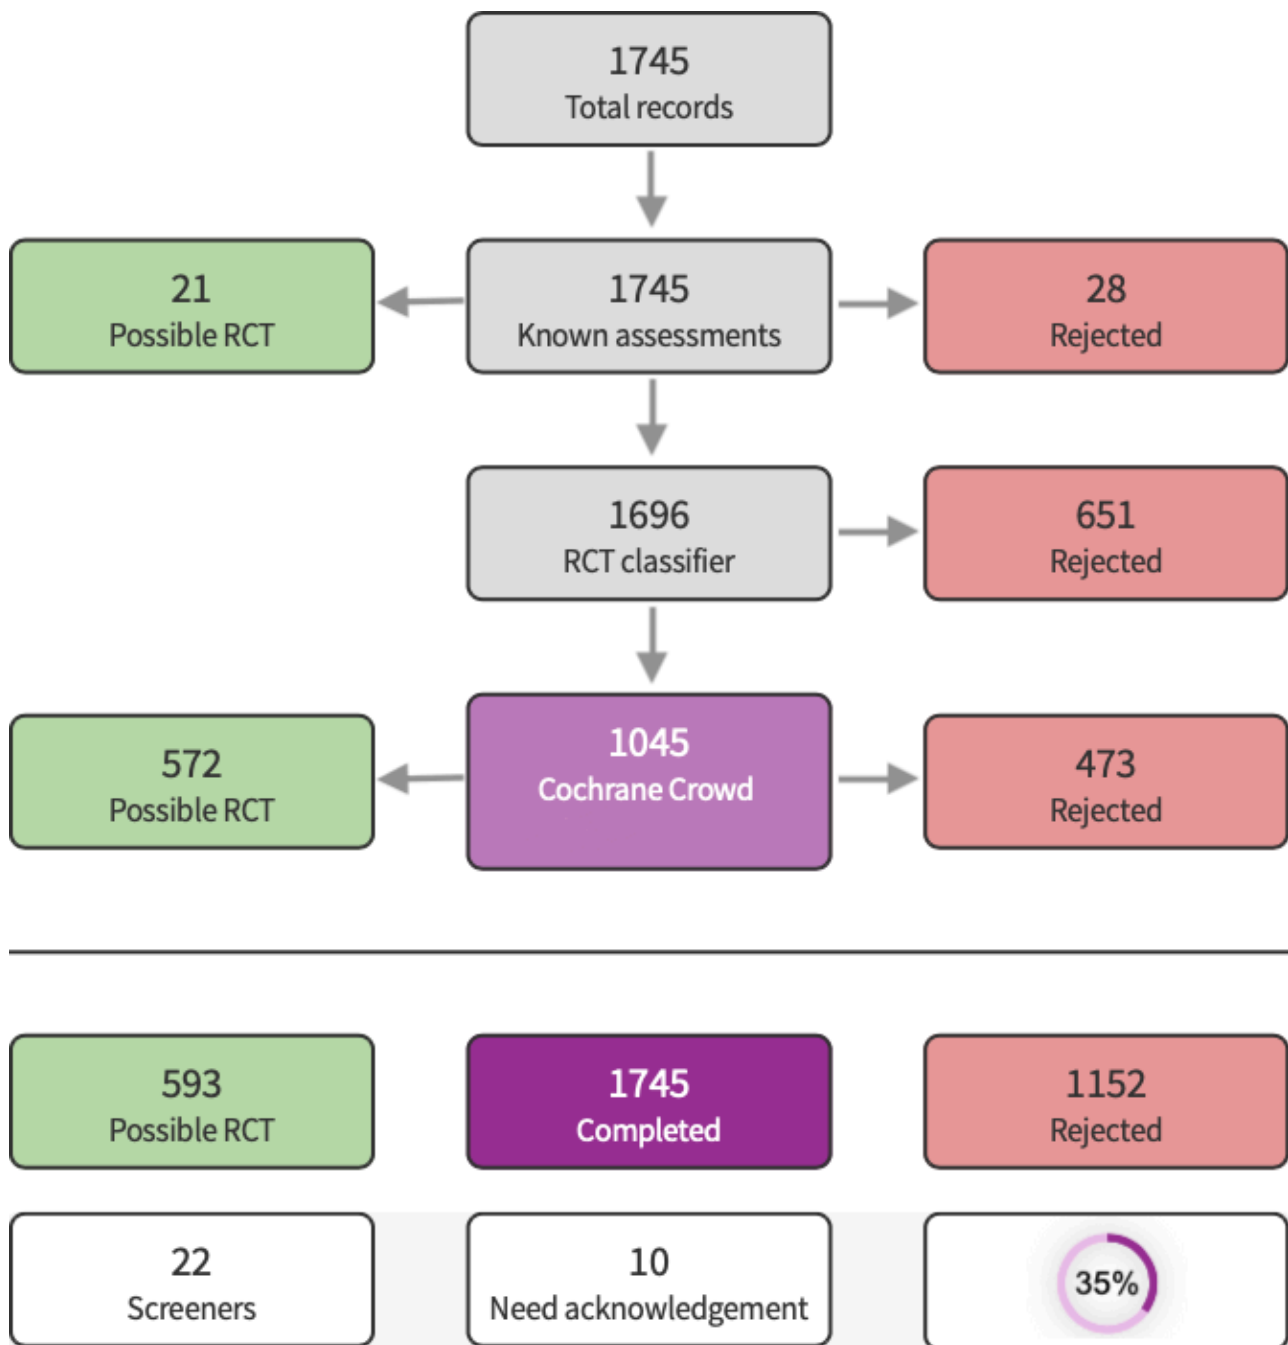 1745
Total records
21
Possible RCT
1745
Known assessments
28
Rejected
1696
RCT classifier
651
Rejected
572
Possible RCT
1045
Cochrane Crowd
473
Rejected
593
Possible RCT
1745
Completed
1152
Rejected
22
Screeners
10
Need acknowledgement
35%